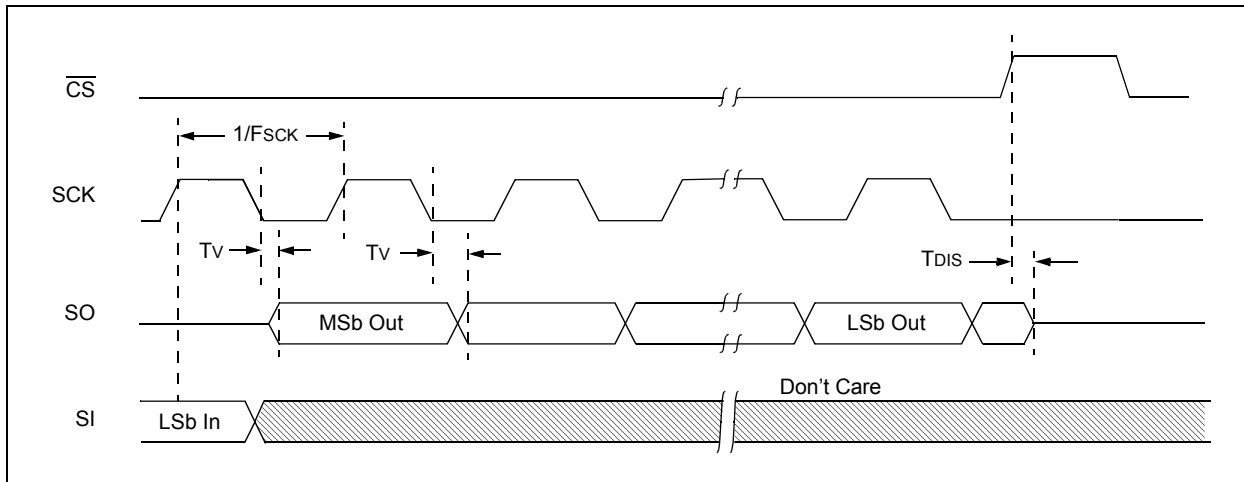 CS
1/FSCK
SCK
TV
TV
TDIS
SO
MSb Out
LSb Out
Don't Care
SI
LSb In